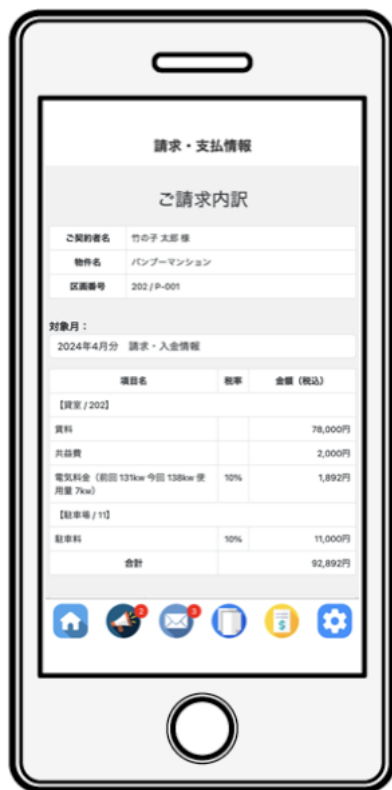 請求・支払情報
ご請求内訳
ご契約者名 竹の子 太郎 様
物件名 バンブーマンション
区画番号 202 / P-001
対象月：
2024年4月分 請求・入金情報
項目名 税率 金額（税込）
【貸室 / 202】
賃料 78,000円
共益費 2,000円
電気料金（前回 131kw 今回 138kw 使 10% 1,892円
用量 7kw）
【駐車場 / 11】
駐車料 10% 11,000円
合計 92,892円
2 3